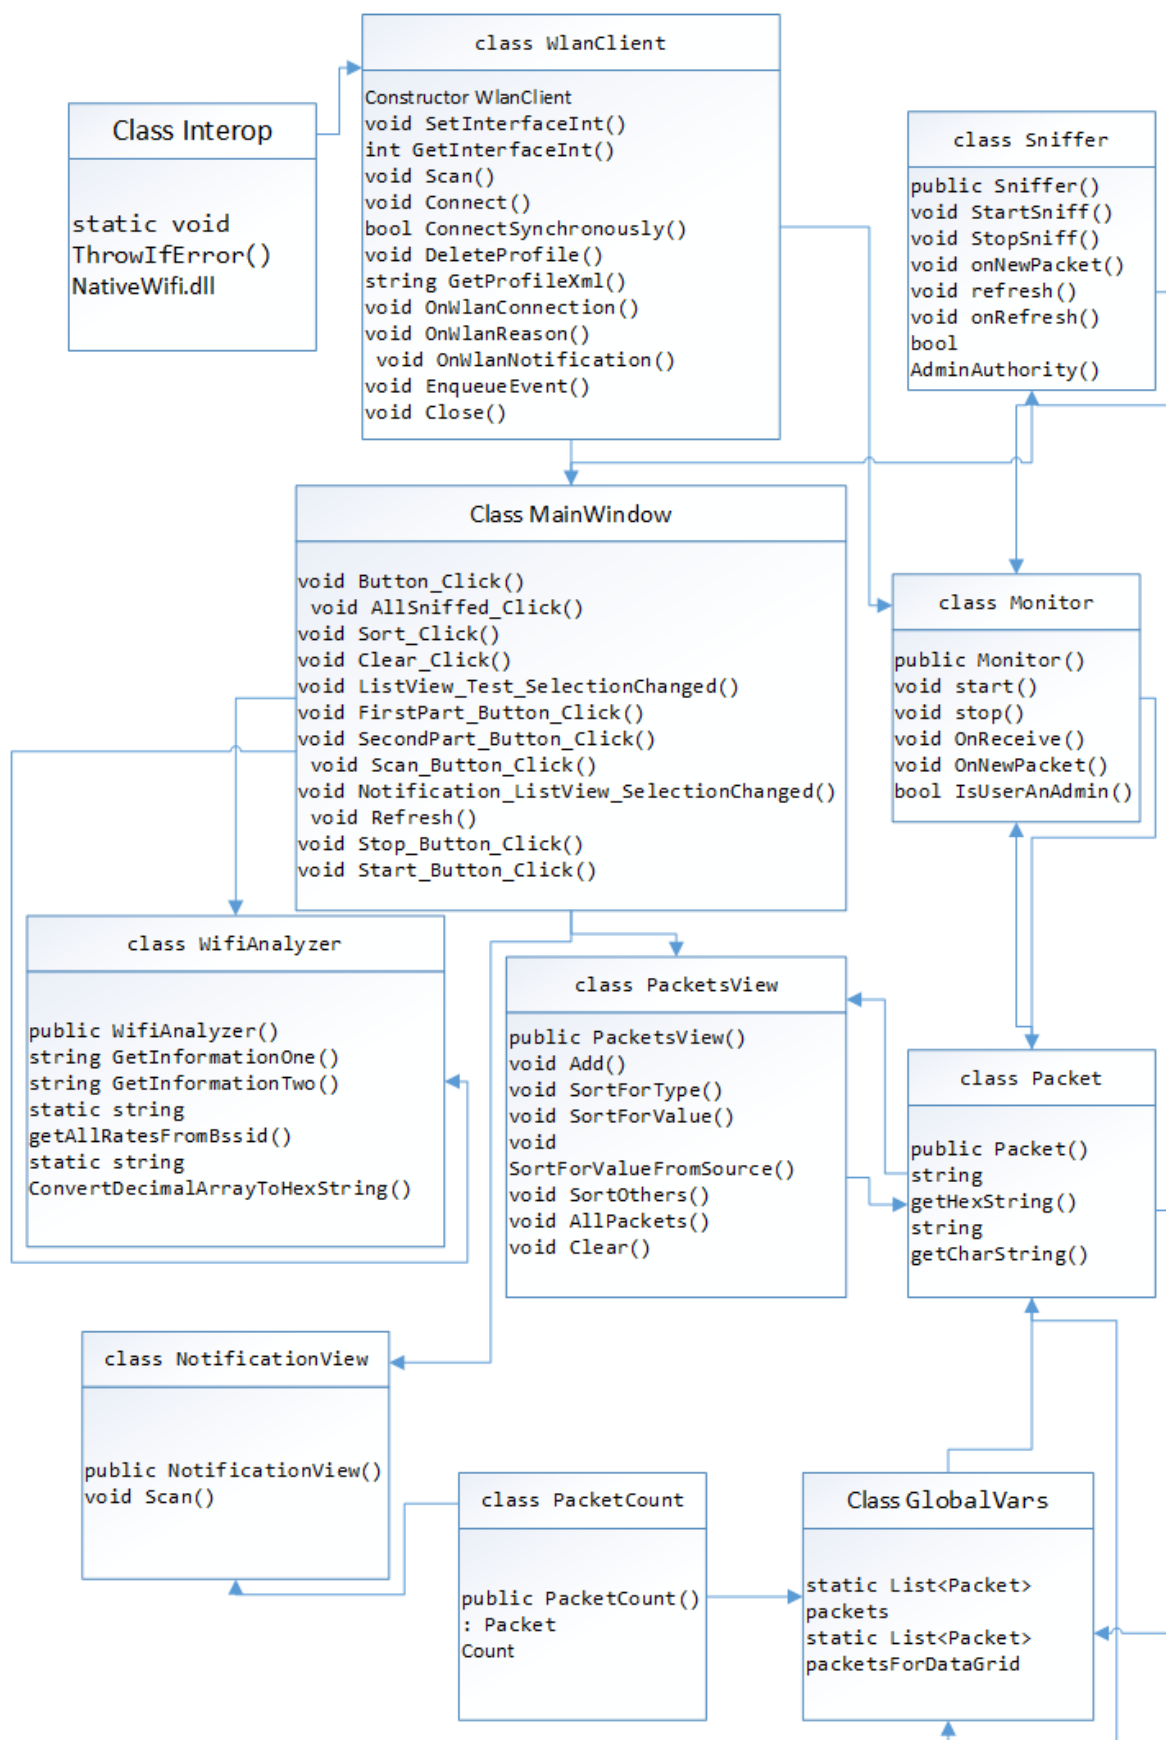 class WlanClient
Constructor WlanClient
void SetInterfaceInt()
int GetInterfaceInt()
void Scan()
void Connect()
bool ConnectSynchronously()
void DeleteProfile()
string GetProfileXml()
void OnWlanConnection()
void OnWlanReason()
void OnWlanNotification()
void EnqueueEvent()
void Close()
Class Interop
static void
ThrowIfError()
NativeWifi.dll
class Sniffer
public Sniffer()
void StartSniff()
void StopSniff()
void onNewPacket()
void refresh()
void onRefresh()
bool
AdminAuthority()
Class MainWindow
void Button_Click()
void AllSniffed_Click()
void Sort_Click()
void Clear_Click()
void ListView_Test_SelectionChanged()
void FirstPart_Button_Click()
void SecondPart_Button_Click()
void Scan_Button_Click()
void Notification_ListView_SelectionChanged()
void Refresh()
void Stop_Button_Click()
void Start_Button_Click()
class Monitor
public Monitor()
void start()
void stop()
void OnReceive()
void OnNewPacket()
bool IsUserAnAdmin()
class WifiAnalyzer
public WifiAnalyzer()
string GetInformationOne()
string GetInformationTwo()
static string
getAllRatesFromBssid()
static string
ConvertDecimalArrayToHexString()
class PacketsView
public PacketsView()
void Add()
void SortForType()
void SortForValue()
void
SortForValueFromSource()
void SortOthers()
void AllPackets()
void Clear()
class Packet
public Packet()
string
getHexString()
string
getCharString()
class NotificationView
public NotificationView()
void Scan()
class PacketCount
public PacketCount()
: Packet
Count
Class GlobalVars
static List<Packet>
packets
static List<Packet>
packetsForDataGrid